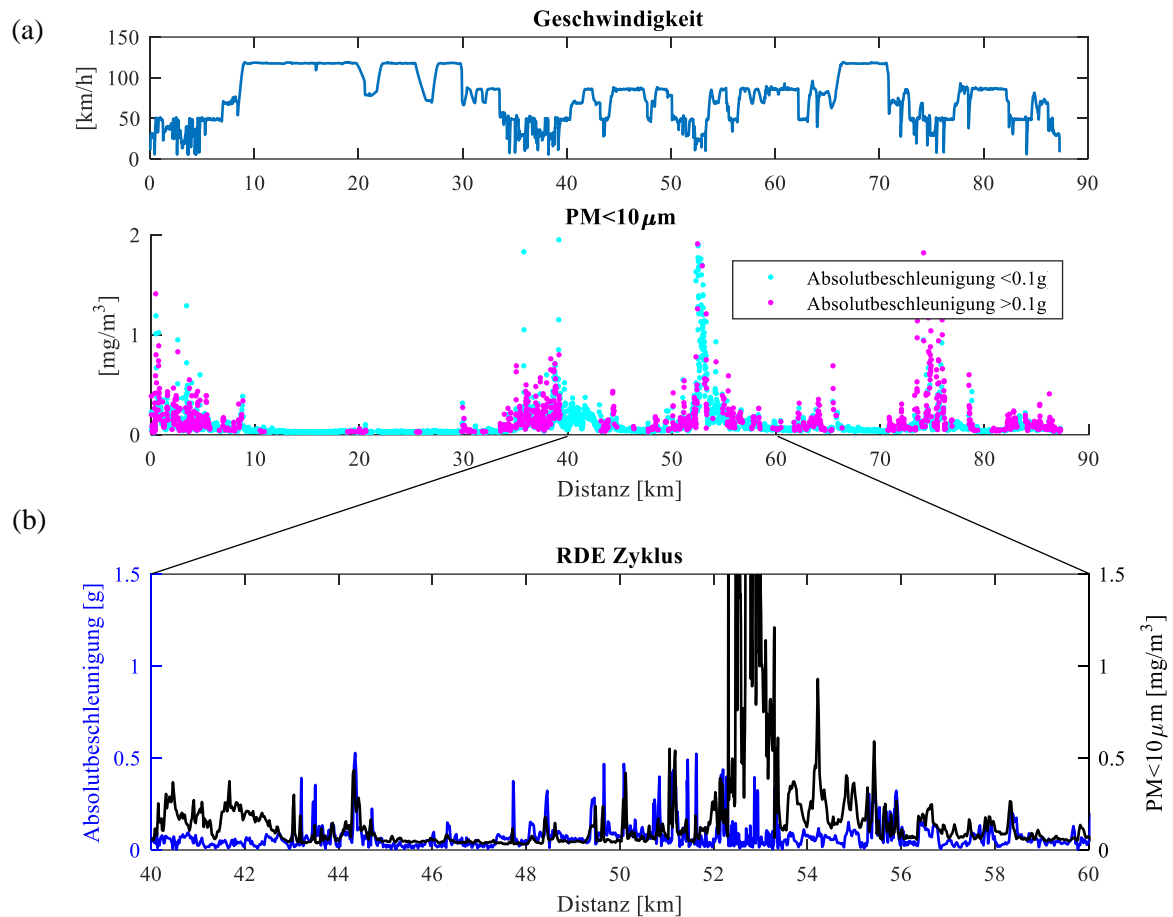 (a)
Geschwindigkeit
[km/h]
150
100
50
0
0 10 20 30 40 50 60 70 80 90
PM<10μm
[mg/m³]
2
1
0
Absolutbeschleunigung <0.1g
Absolutbeschleunigung >0.1g
0 10 20 30 40 50 60 70 80 90
Distanz [km]
(b)
RDE Zyklus
Absolutbeschleunigung [g]
1.5
1
0.5
0
1.5
1
0.5
0
PM<10μm [mg/m³]
40 42 44 46 48 50 52 54 56 58 60
Distanz [km]